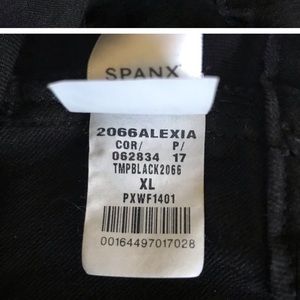 SPANX
2066ALEXIA
COR/ P/
062834 17
TMPBLACK2066
XL
PXWF1401
00164497017028